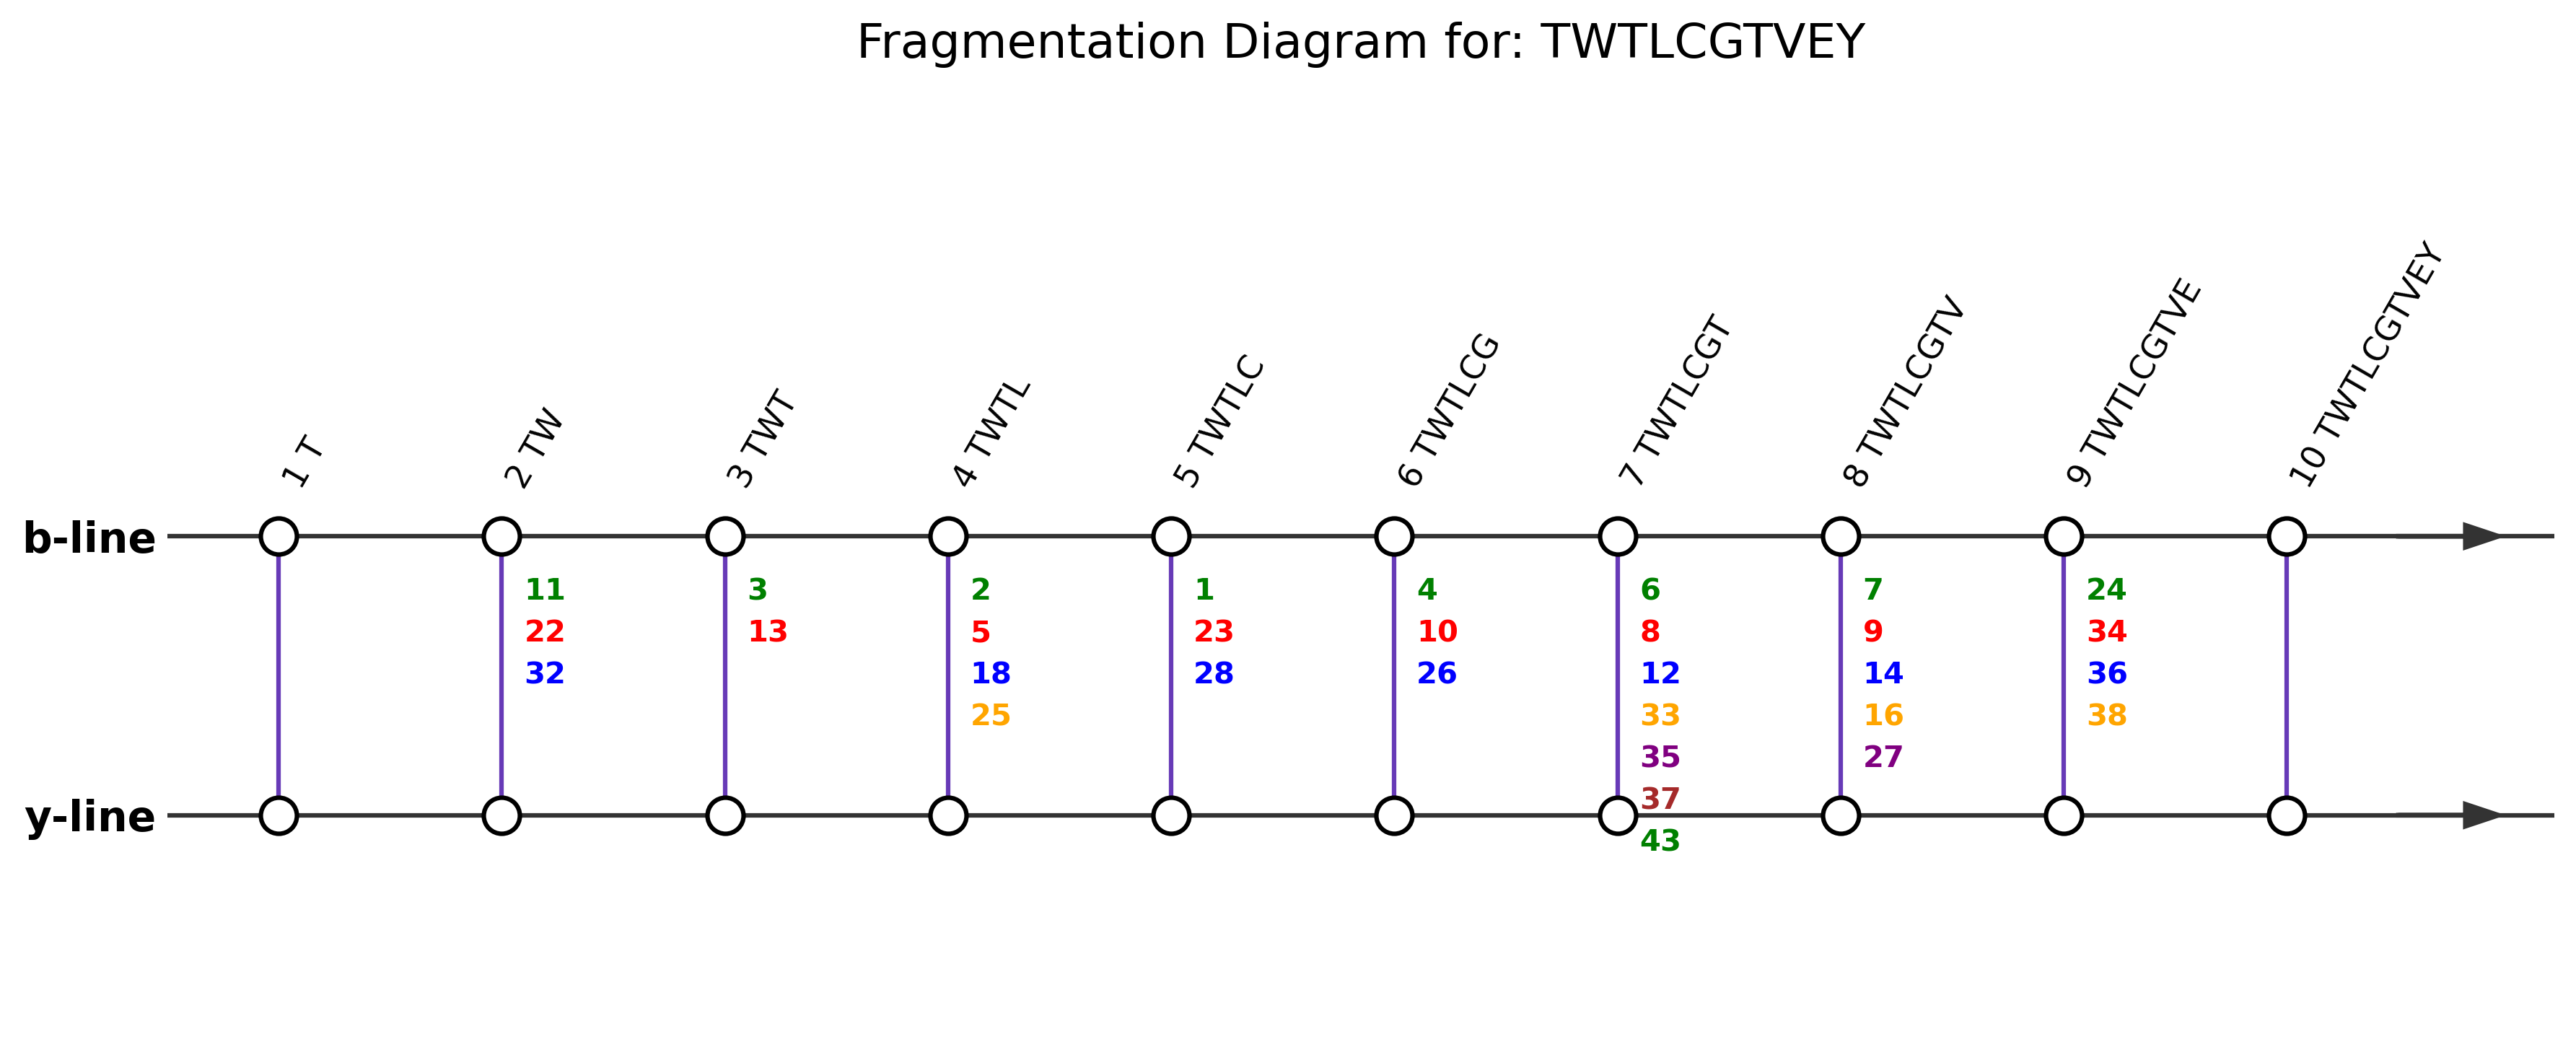 Fragmentation Diagram for: TWTLCGTVEY
1 T
2 TW
3 TWT
4 TWTL
5 TWTLC
6 TWTLCG
7 TWTLCGT
8 TWTLCGTV
9 TWTLCGTVE
10 TWTLCGTVEY
b-line
11 3 2 1 4 6 7 24
22 13 5 23 10 8 9 34
32 18 28 26 12 14 36
25 33 16 38
35 27
37
y-line
43